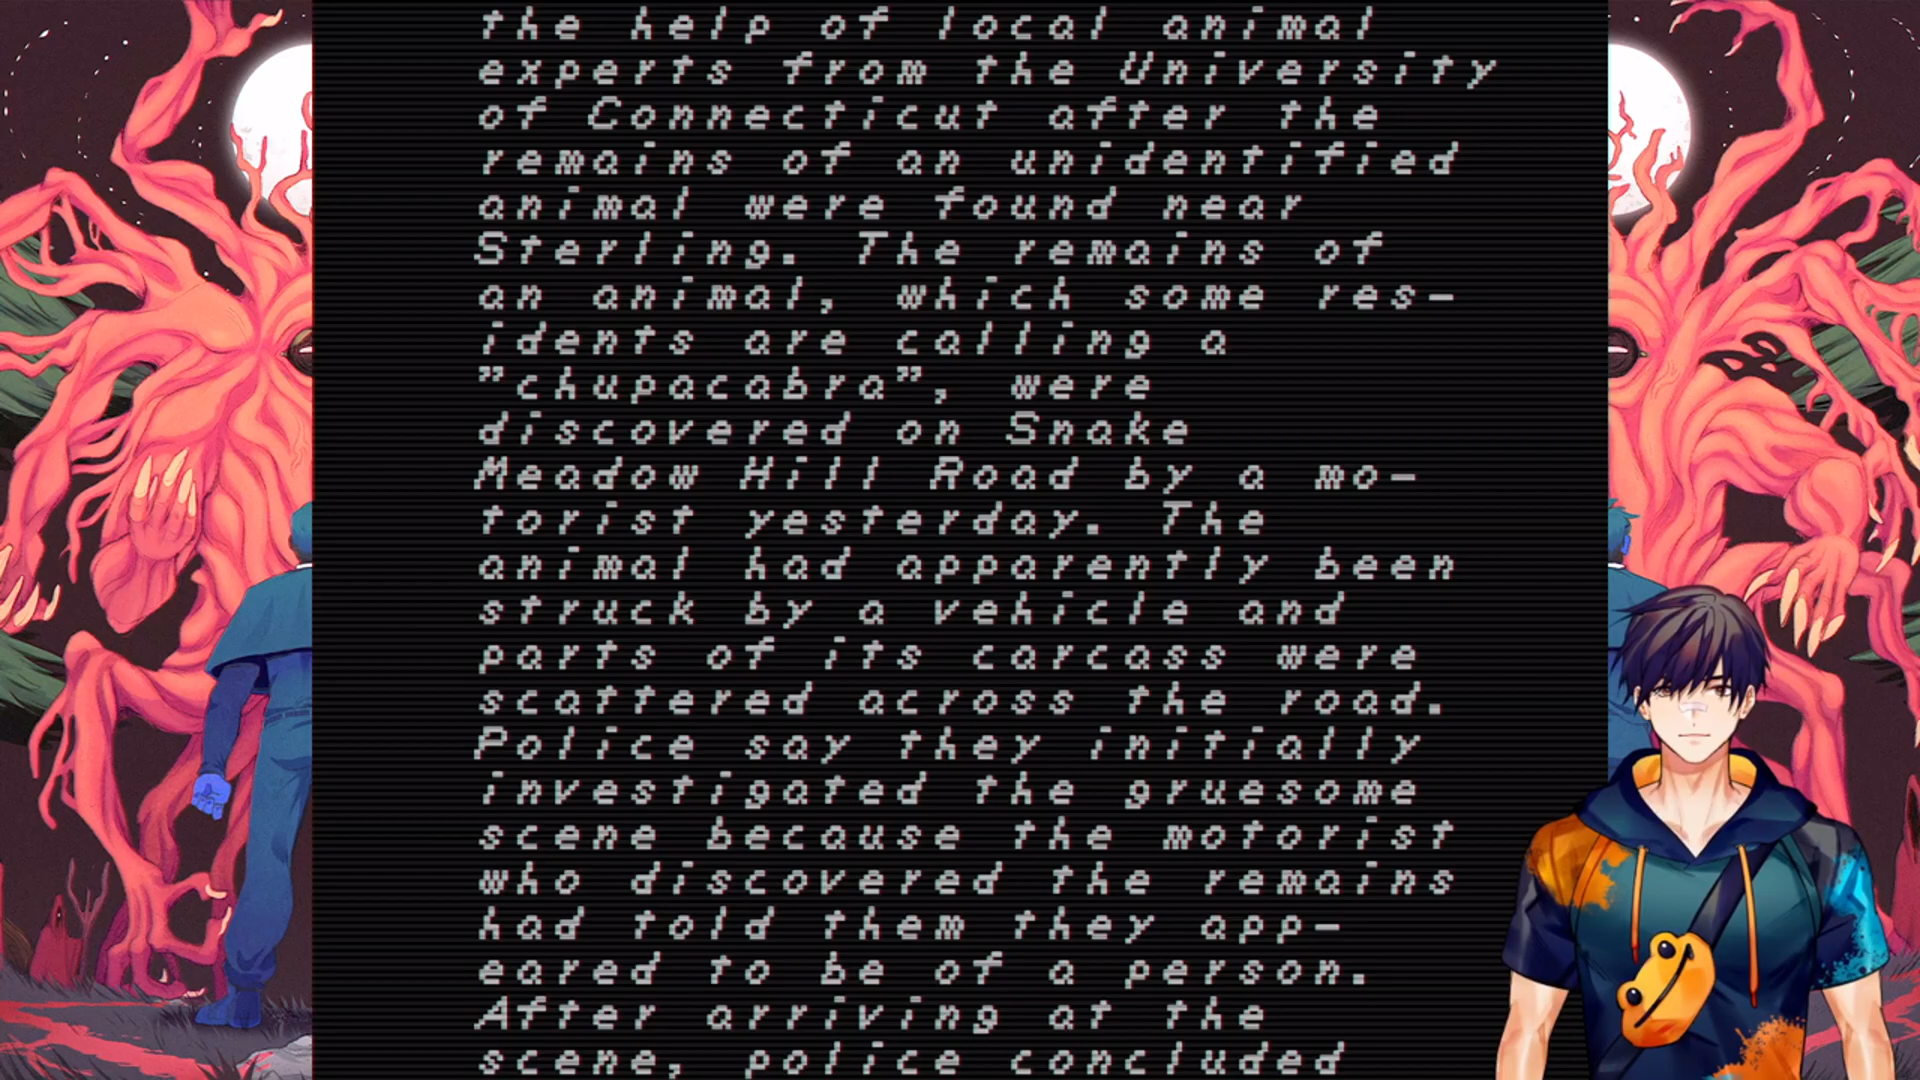 the help of local animal
experts from the University
of Connecticut after the
remains of an unidentified
animal were found near
Sterling. The remains of
an animal, which some res-
idents are calling a
"chupacabra", were
discovered on Snake
Meadow Hill Road by a mo-
torist yesterday. The
animal had apparently been
struck by a vehicle and
parts of its carcass were
scattered across the road.
Police say they initially
investigated the gruesome
scene because the motorist
who discovered the remains
had told them they app-
eared to be of a person.
After arriving at the
scene, police concluded